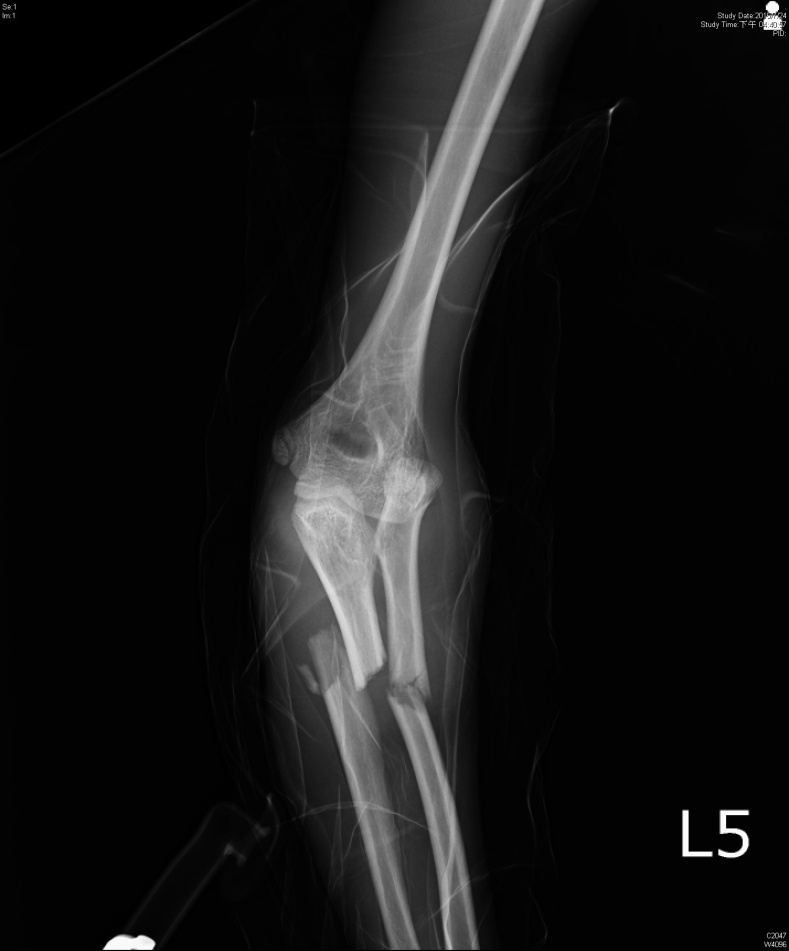 Se:1
Im:1
Study Date:
Study Time:下午
PID:
L5
C2047
W4096